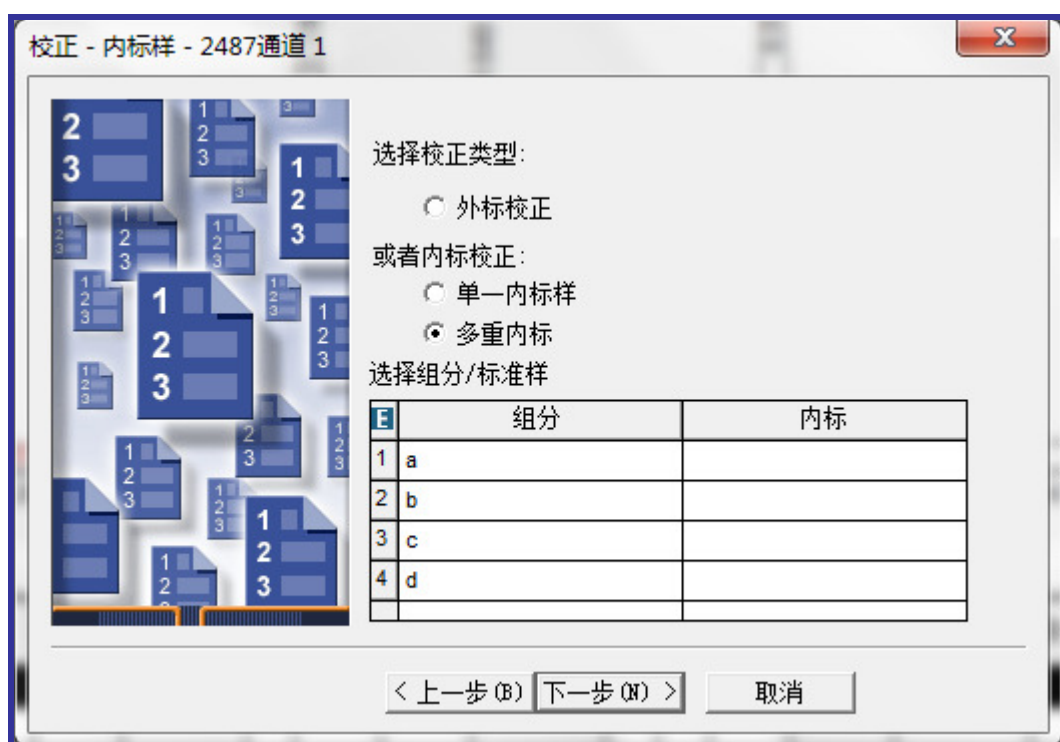 校正 - 内标样 - 2487通道 1
选择校正类型:
外标校正
或者内标校正:
单一内标样
多重内标
选择组分/标准样
E 组分 内标
1 a
2 b
3 c
4 d
< 上一步(B) 下一步(N) > 取消